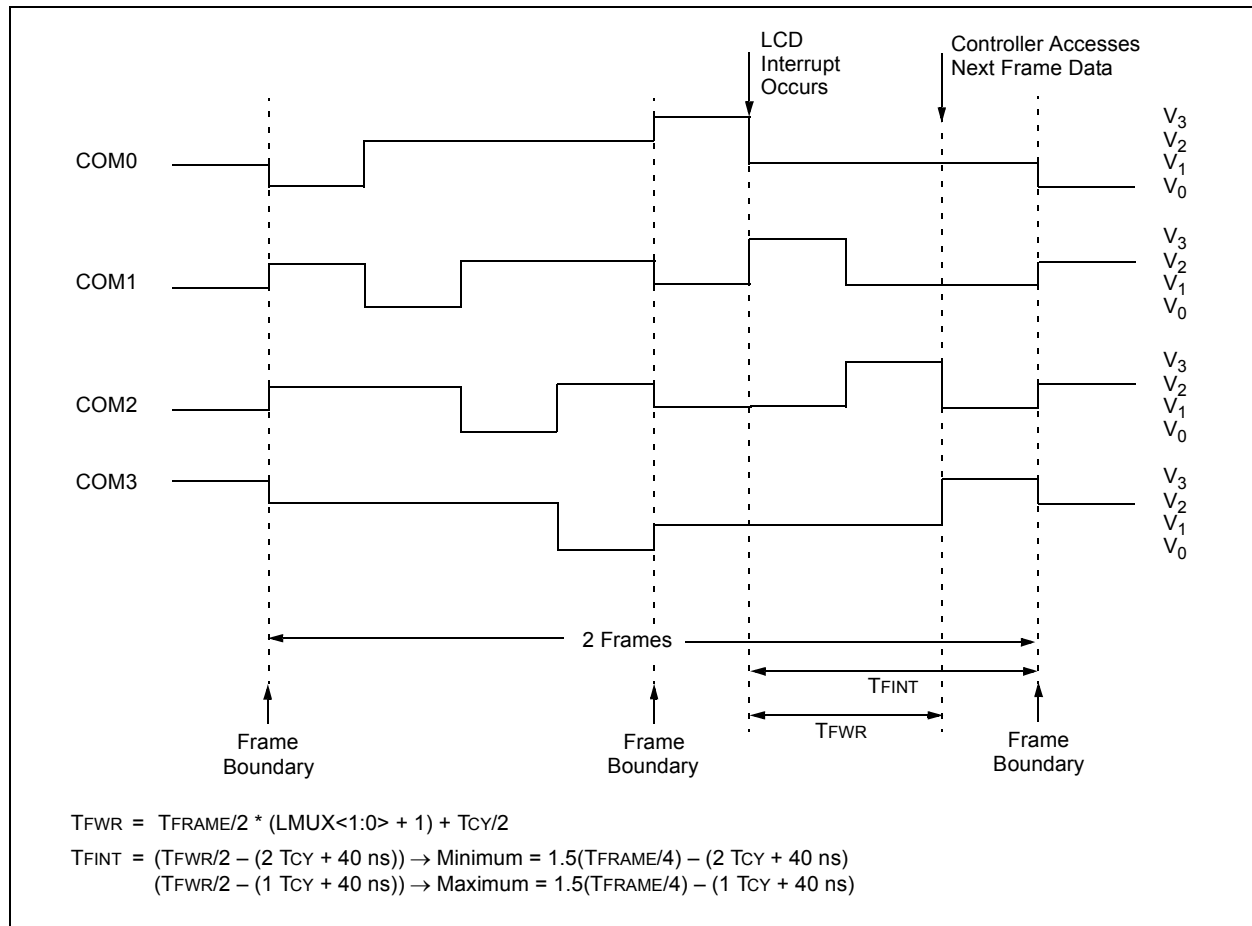 LCD
Interrupt
Occurs
Controller Accesses
Next Frame Data
COM0
V3
V2
V1
V0
COM1
V3
V2
V1
V0
COM2
V3
V2
V1
V0
COM3
V3
V2
V1
V0
2 Frames
TFINT
TFWR
Frame
Boundary
Frame
Boundary
Frame
Boundary
TFWR = TFRAME/2 * (LMUX<1:0> + 1) + TCY/2
TFINT = (TFWR/2 – (2 TCY + 40 ns)) → Minimum = 1.5(TFRAME/4) – (2 TCY + 40 ns)
(TFWR/2 – (1 TCY + 40 ns)) → Maximum = 1.5(TFRAME/4) – (1 TCY + 40 ns)